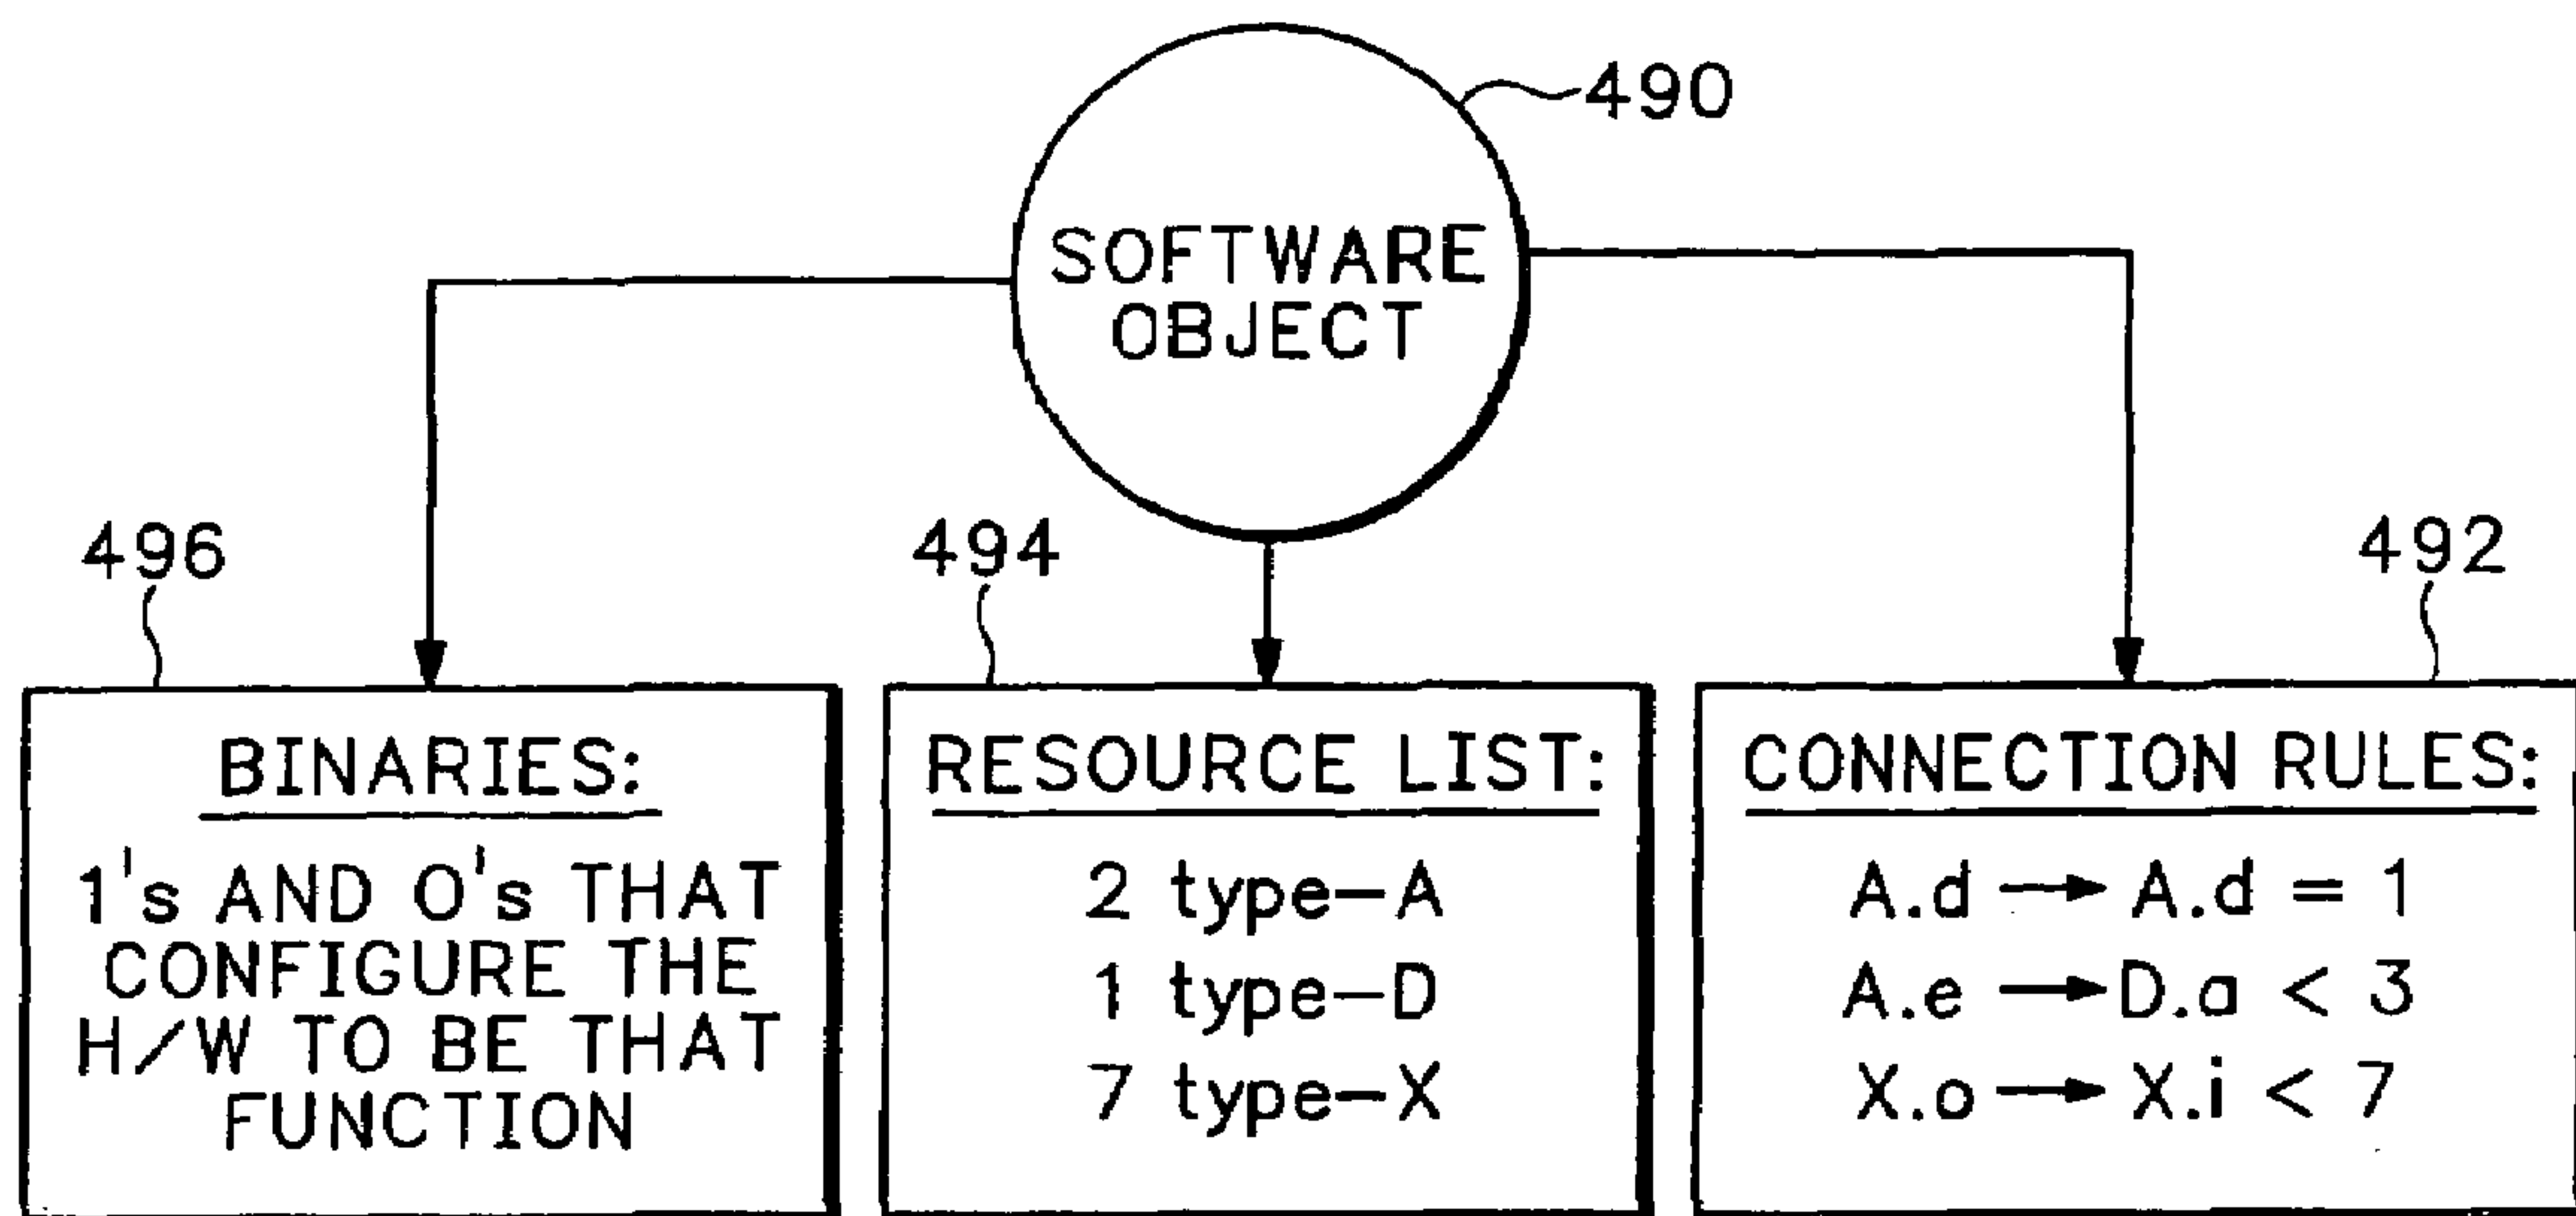 490
SOFTWARE
OBJECT
496
494
492
BINARIES:
1's AND 0's THAT
CONFIGURE THE
H/W TO BE THAT
FUNCTION
RESOURCE LIST:
2 type-A
1 type-D
7 type-X
CONNECTION RULES:
A.d → A.d = 1
A.e → D.a < 3
X.o → X.i < 7